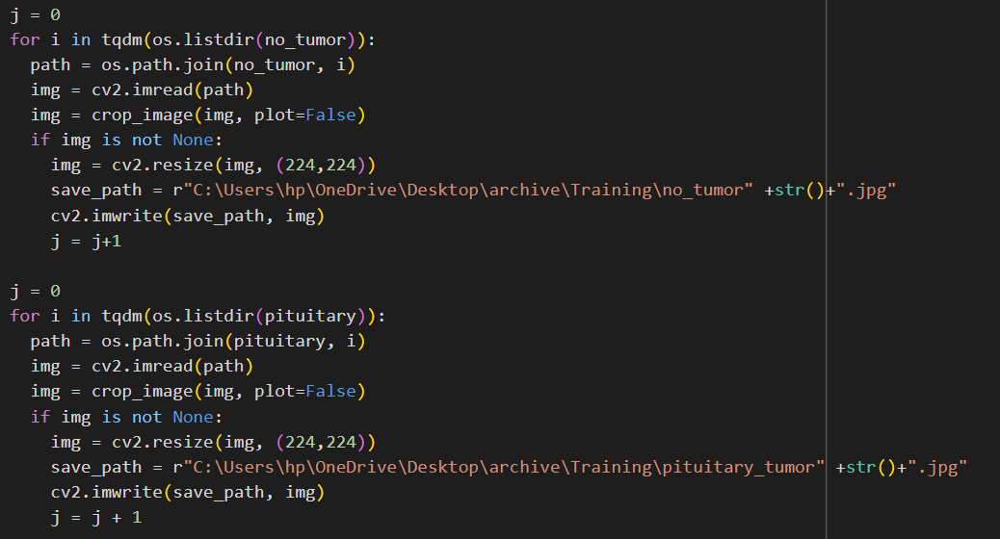 j = 0
for i in tqdm(os.listdir(no_tumor)):
  path = os.path.join(no_tumor, i)
  img = cv2.imread(path)
  img = crop_image(img, plot=False)
  if img is not None:
    img = cv2.resize(img, (224,224))
    save_path = r"C:\Users\hp\OneDrive\Desktop\archive\Training\no_tumor" +str()+".jpg"
    cv2.imwrite(save_path, img)
    j = j+1

j = 0
for i in tqdm(os.listdir(pituitary)):
  path = os.path.join(pituitary, i)
  img = cv2.imread(path)
  img = crop_image(img, plot=False)
  if img is not None:
    img = cv2.resize(img, (224,224))
    save_path = r"C:\Users\hp\OneDrive\Desktop\archive\Training\pituitary_tumor" +str()+".jpg"
    cv2.imwrite(save_path, img)
    j = j + 1